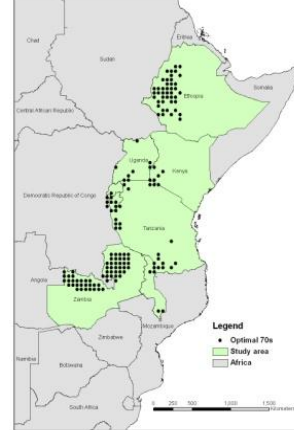 Chad
Sudan
Eritrea
Ethiopia
Somalia
Central African Republic
Uganda
Kenya
Democratic Republic of Congo
Tanzania
Angola
Zambia
Mozambique
Zimbabwe
Namibia
Botswana
South Africa
Legend
Optimal 70s
Study area
Africa
0 250 500 1,000 1,500
Kilometers